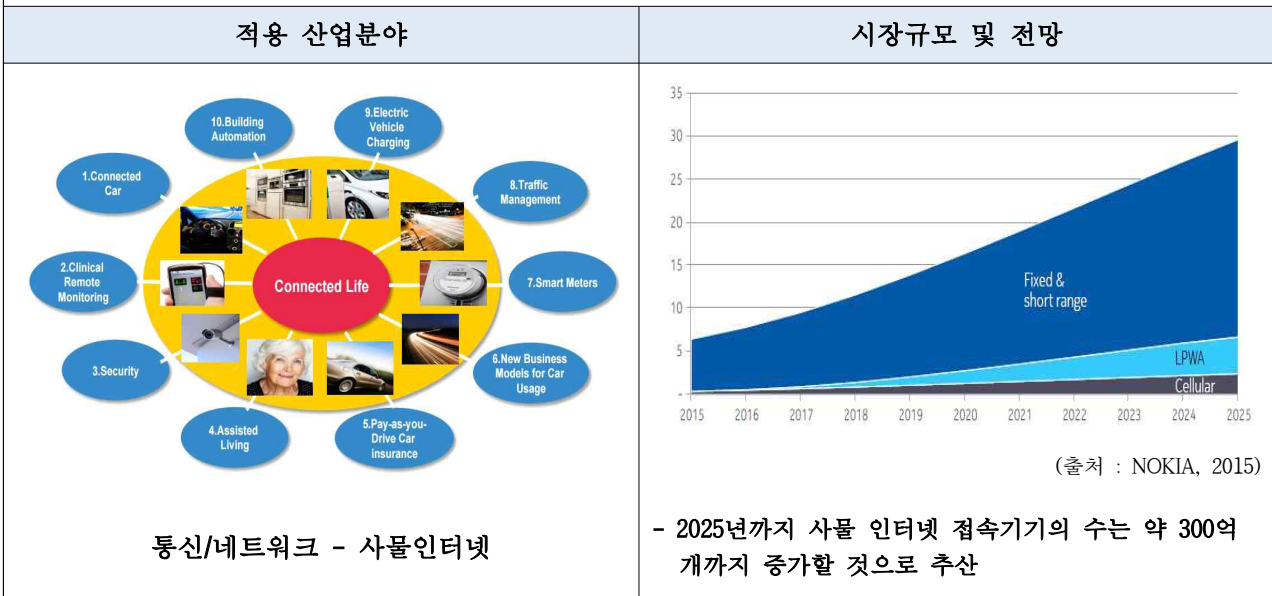 적용 산업분야
시장규모 및 전망
10.Building
Automation
9.Electric
Vehicle
Charging
1.Connected
Car
8.Traffic
Management
2.Clinical
Remote
Monitoring
Connected Life
7.Smart Meters
3.Security
6.New Business
Models for Car
Usage
4.Assisted
Living
5.Pay-as-you-
Drive Car
insurance
통신/네트워크 - 사물인터넷
35
30
25
20
15
10
5
-
Fixed &
short range
LPWA
Cellular
2015 2016 2017 2018 2019 2020 2021 2022 2023 2024 2025
(출처 : NOKIA, 2015)
- 2025년까지 사물 인터넷 접속기기의 수는 약 300억
개까지 증가할 것으로 추산